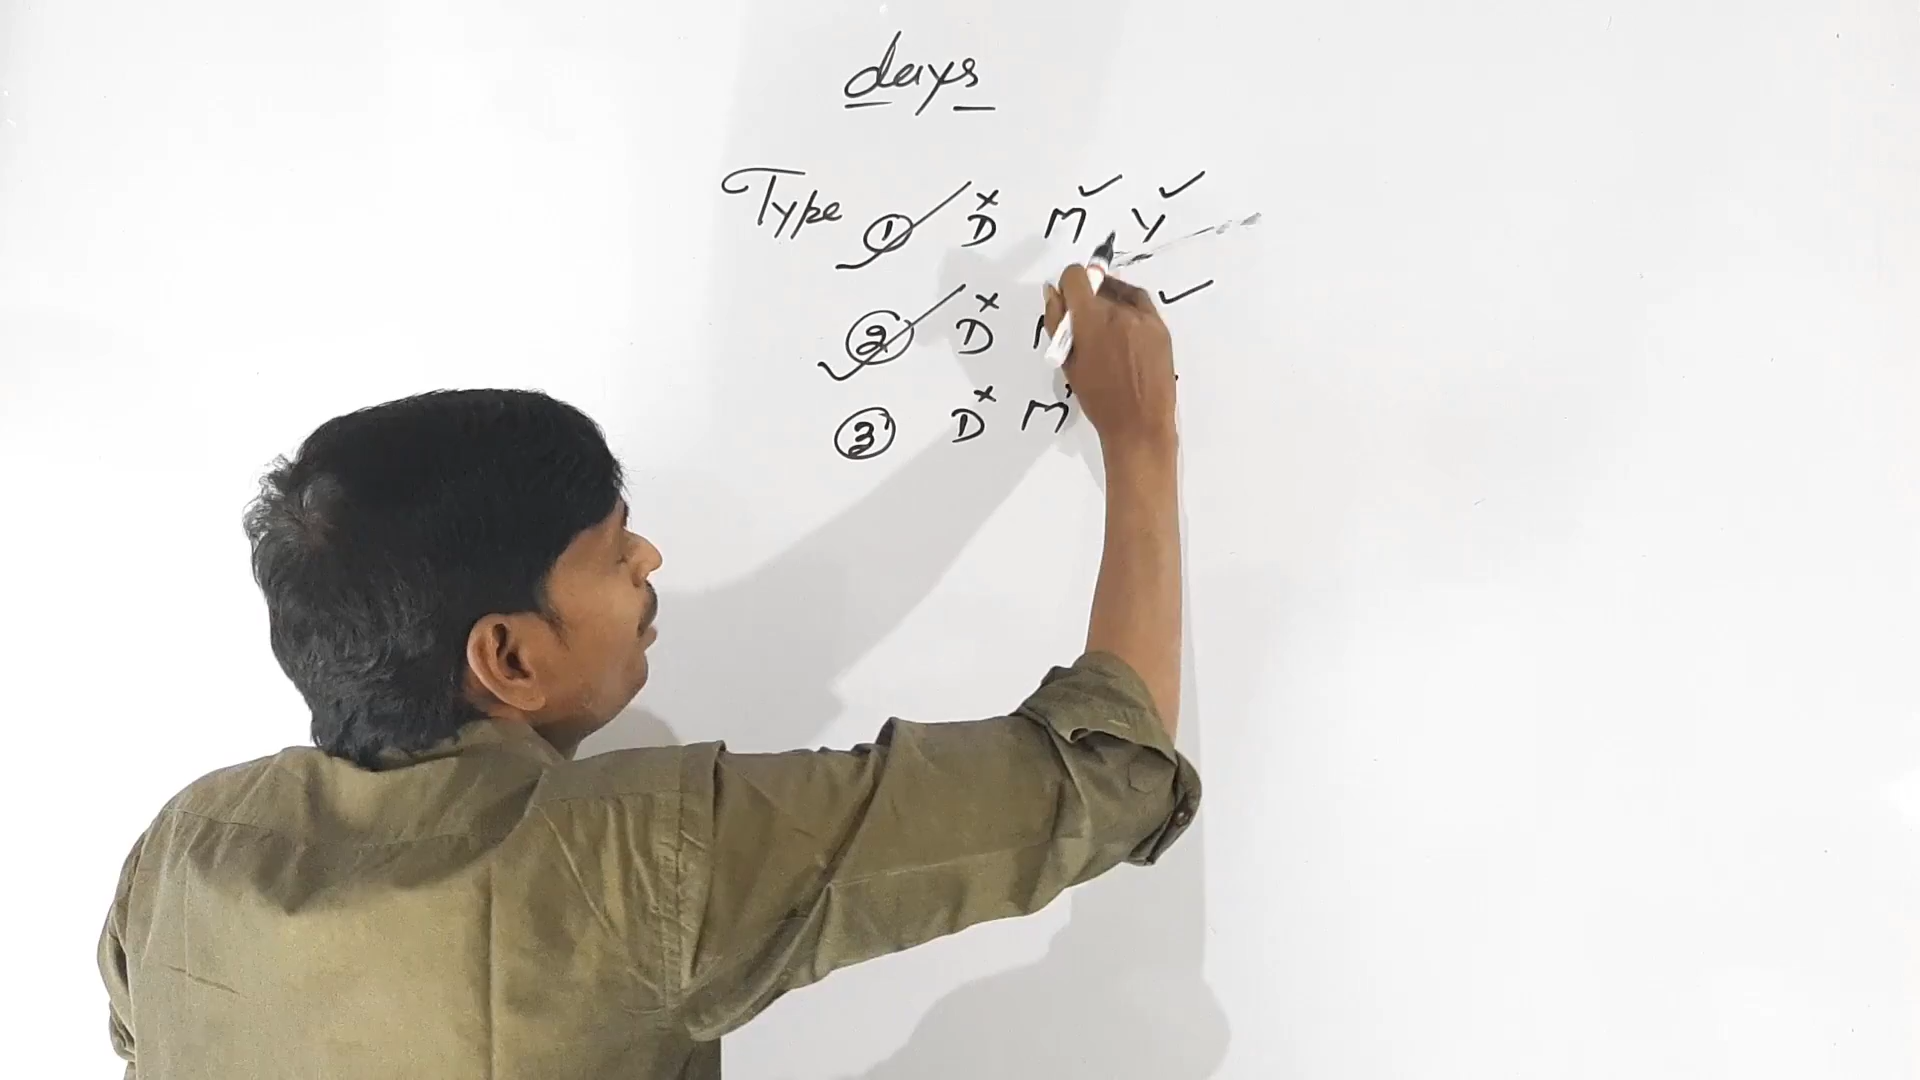 days
Type ① D× M✓ Y✓
② D× M ✓
③ D× M